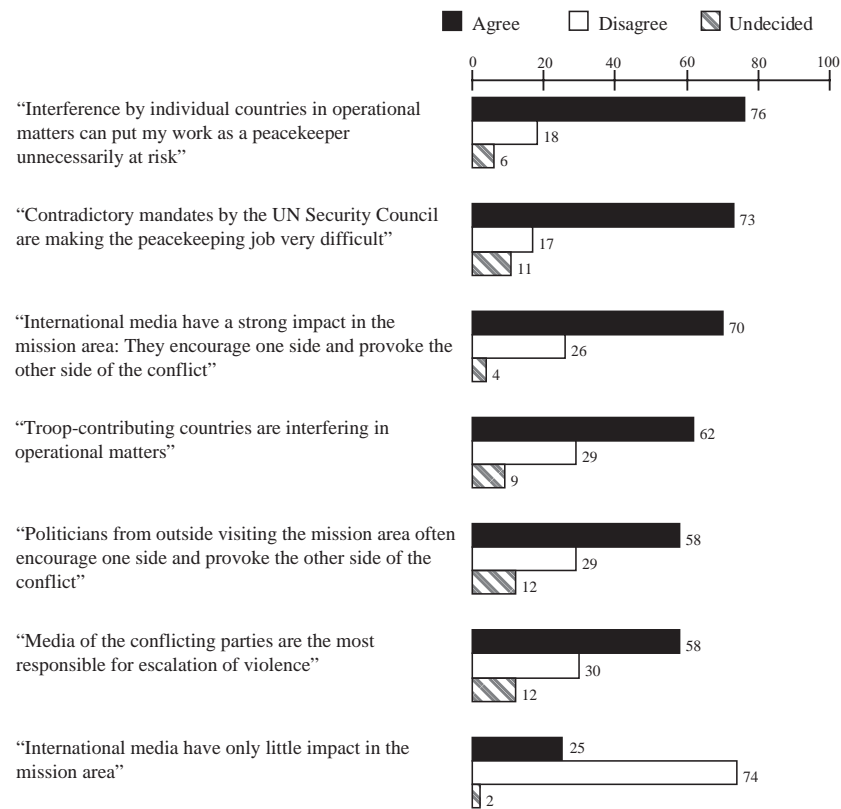 Agree Disagree Undecided
0 20 40 60 80 100
“Interference by individual countries in operational
matters can put my work as a peacekeeper
unnecessarily at risk”
76
18
6
“Contradictory mandates by the UN Security Council
are making the peacekeeping job very difficult”
73
17
11
“International media have a strong impact in the
mission area: They encourage one side and provoke the
other side of the conflict”
70
26
4
“Troop-contributing countries are interfering in
operational matters”
62
29
9
“Politicians from outside visiting the mission area often
encourage one side and provoke the other side of the
conflict”
58
29
12
“Media of the conflicting parties are the most
responsible for escalation of violence”
58
30
12
“International media have only little impact in the
mission area”
25
74
2